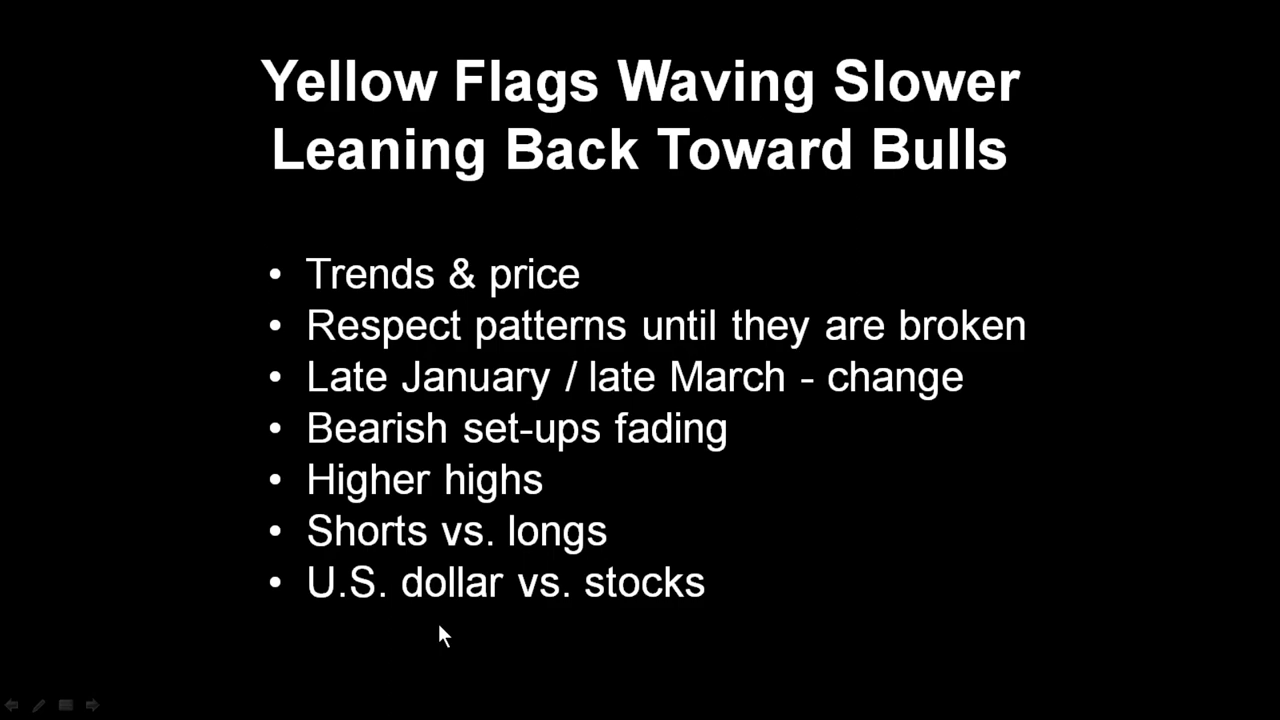 Yellow Flags Waving Slower
Leaning Back Toward Bulls
• Trends & price
• Respect patterns until they are broken
• Late January / late March - change
• Bearish set-ups fading
• Higher highs
• Shorts vs. longs
• U.S. dollar vs. stocks